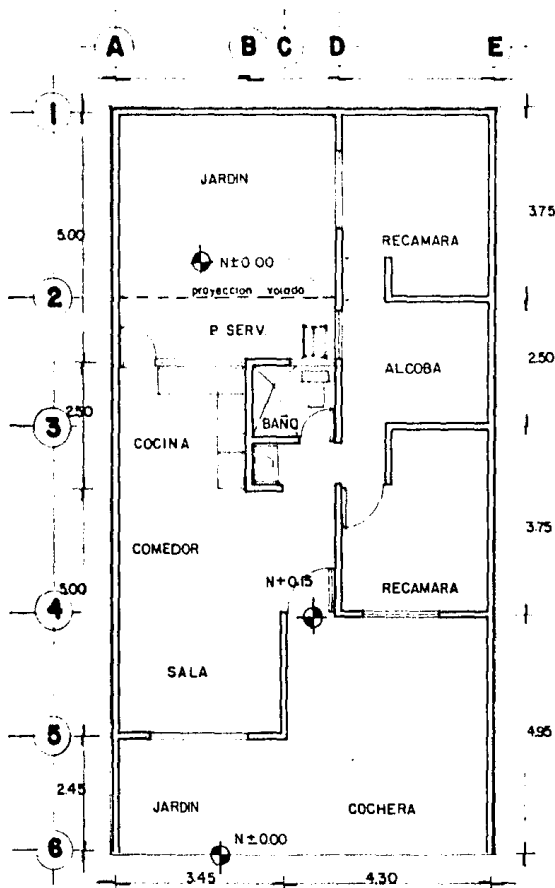 A B C D E
1
JARDIN
3.75
5.00
RECAMARA
N±0.00
2
proyeccion volado
P. SERV.
ALCOBA
2.50
2.50
3
BAÑO
COCINA
COMEDOR
3.75
N+0.15
5.00
RECAMARA
4
SALA
4.95
5
2.45
JARDIN
COCHERA
N±0.00
6
3.45 4.30